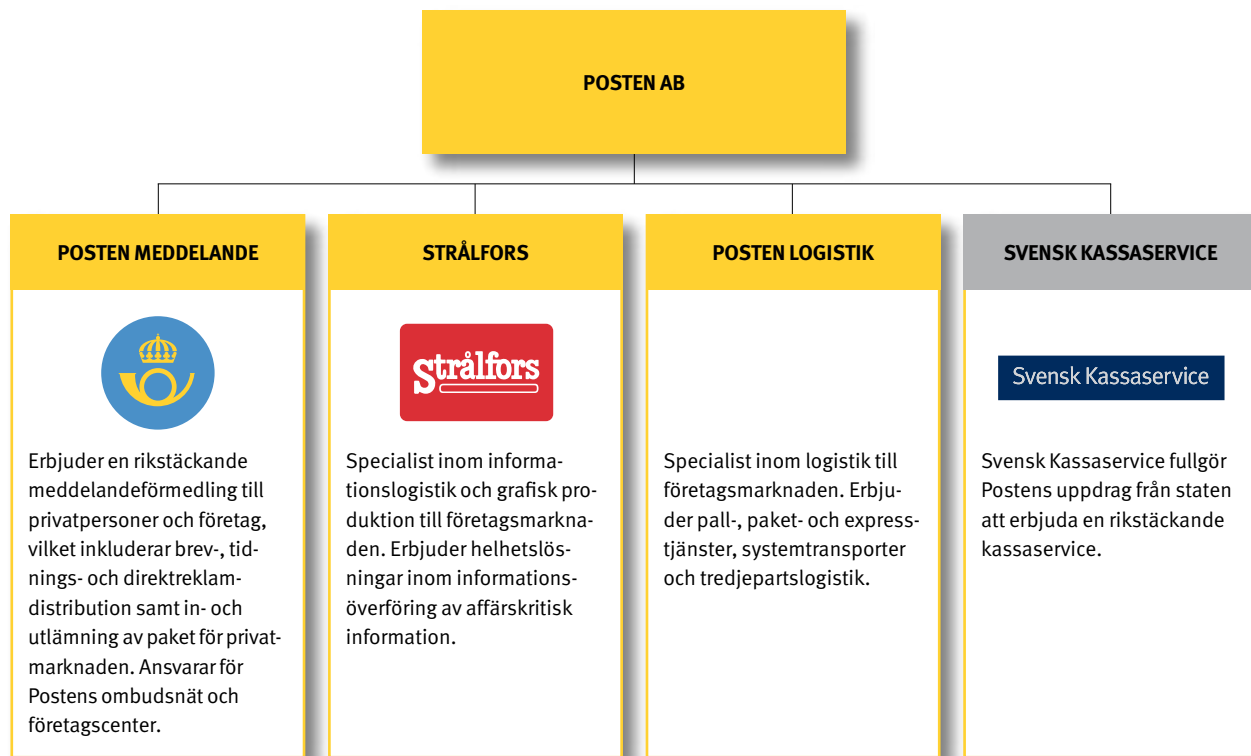 POSTEN AB
POSTEN MEDDELANDE
Erbjuder en rikstäckande
meddelandeförmedling till
privatpersoner och företag,
vilket inkluderar brev-, tid-
nings- och direktreklam-
distribution samt in- och
utlämning av paket för privat-
marknaden. Ansvarar för
Postens ombudsnät och
företagscenter.
STRÅLFORS
Strålfors
Specialist inom informa-
tionslogistik och grafisk pro-
duktion till företagsmarkna-
den. Erbjuder helhetslös-
ningar inom informations-
överföring av affärskritisk
information.
POSTEN LOGISTIK
Specialist inom logistik till
företagsmarknaden. Erbju-
der pall-, paket- och express-
tjänster, systemtransporter
och tredjepartslogistik.
SVENSK KASSASERVICE
Svensk Kassaservice
Svensk Kassaservice fullgör
Postens uppdrag från staten
att erbjuda en rikstäckande
kassaservice.